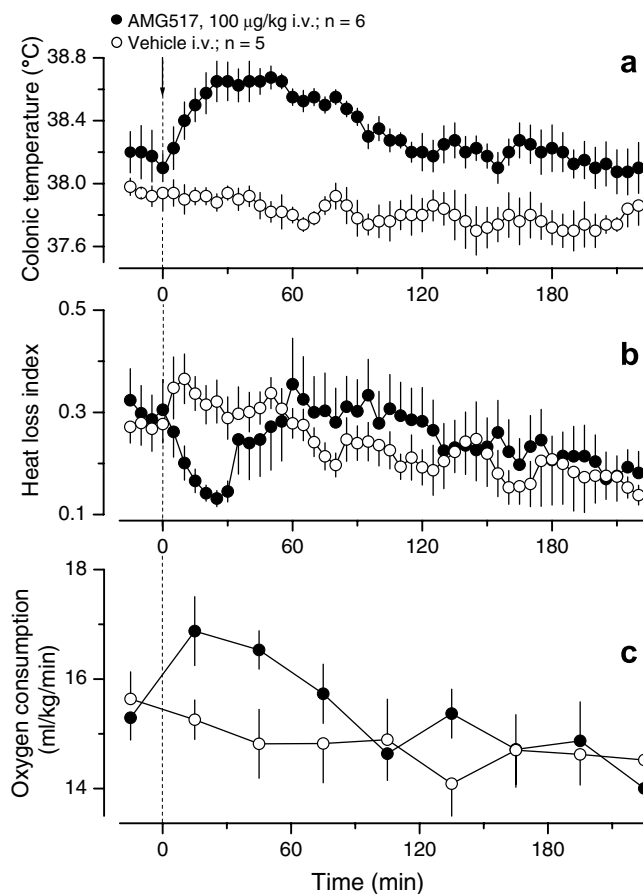 AMG517, 100 μg/kg i.v.; n = 6
Vehicle i.v.; n = 5
a
Colonic temperature (°C)
38.8
38.4
38.0
37.6
0 60 120 180
b
Heat loss index
0.5
0.3
0.1
0 60 120 180
c
Oxygen consumption
(ml/kg/min)
18
16
14
0 60 120 180
Time (min)